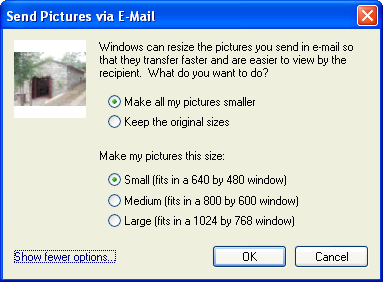 Send Pictures via E-Mail
Windows can resize the pictures you send in e-mail so
that they transfer faster and are easier to view by the
recipient. What do you want to do?
Make all my pictures smaller
Keep the original sizes
Make my pictures this size:
Small (fits in a 640 by 480 window)
Medium (fits in a 800 by 600 window)
Large (fits in a 1024 by 768 window)
Show fewer options...
OK
Cancel